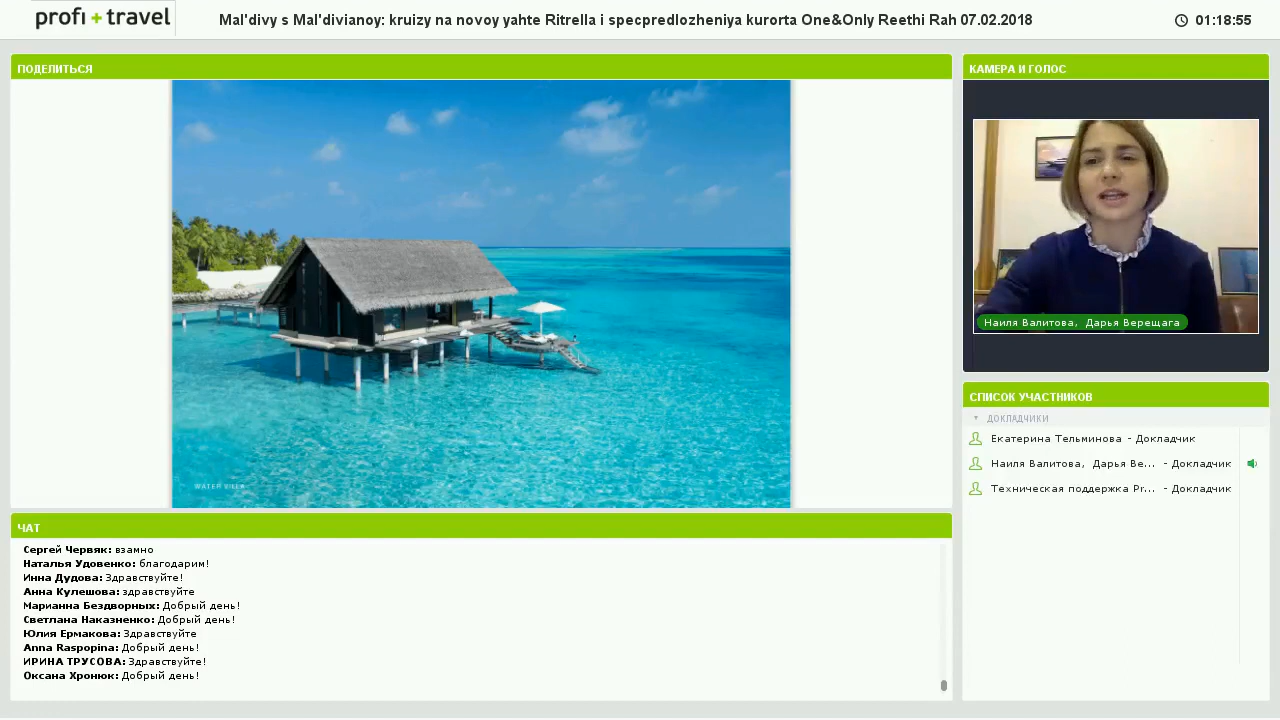 profi + travel
Mal'divy s Mal'divianoy: kruizy na novoy yahte Ritrella i specpredlozheniya kurorta One&Only Reethi Rah 07.02.2018
01:18:55
ПОДЕЛИТЬСЯ
WATER VILLA
ЧАТ
Сергей Червяк: взамно
Наталья Удовенко: благодарим!
Инна Дудова: Здравствуйте!
Анна Кулешова: здравствуйте
Марианна Бездворных: Добрый день!
Светлана Наказненко: Добрый день!
Юлия Ермакова: Здравствуйте
Anna Raspopina: Добрый день!
ИРИНА ТРУСОВА: Здравствуйте!
Оксана Хронюк: Добрый день!
КАМЕРА И ГОЛОС
Наиля Валитова, Дарья Верещага
СПИСОК УЧАСТНИКОВ
ДОКЛАДЧИКИ
Екатерина Тельминова - Докладчик
Наиля Валитова, Дарья Ве... - Докладчик
Техническая поддержка Pr... - Докладчик